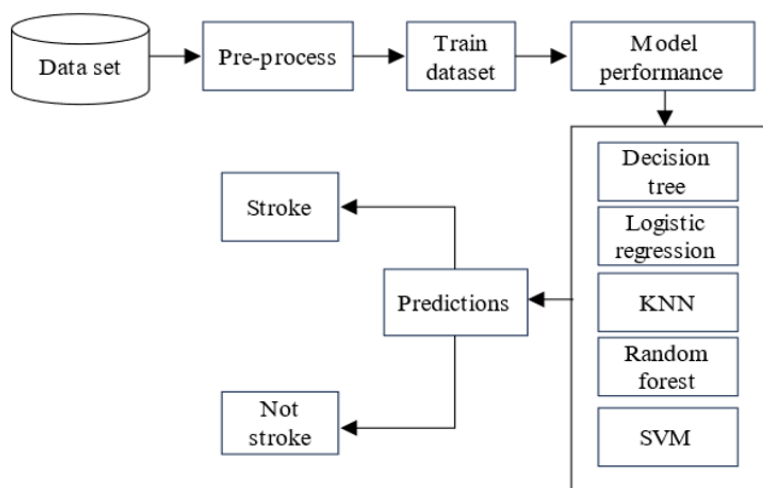 Data set
Pre-process
Train
dataset
Model
performance
Decision
tree
Logistic
regression
KNN
Random
forest
SVM
Predictions
Stroke
Not
stroke